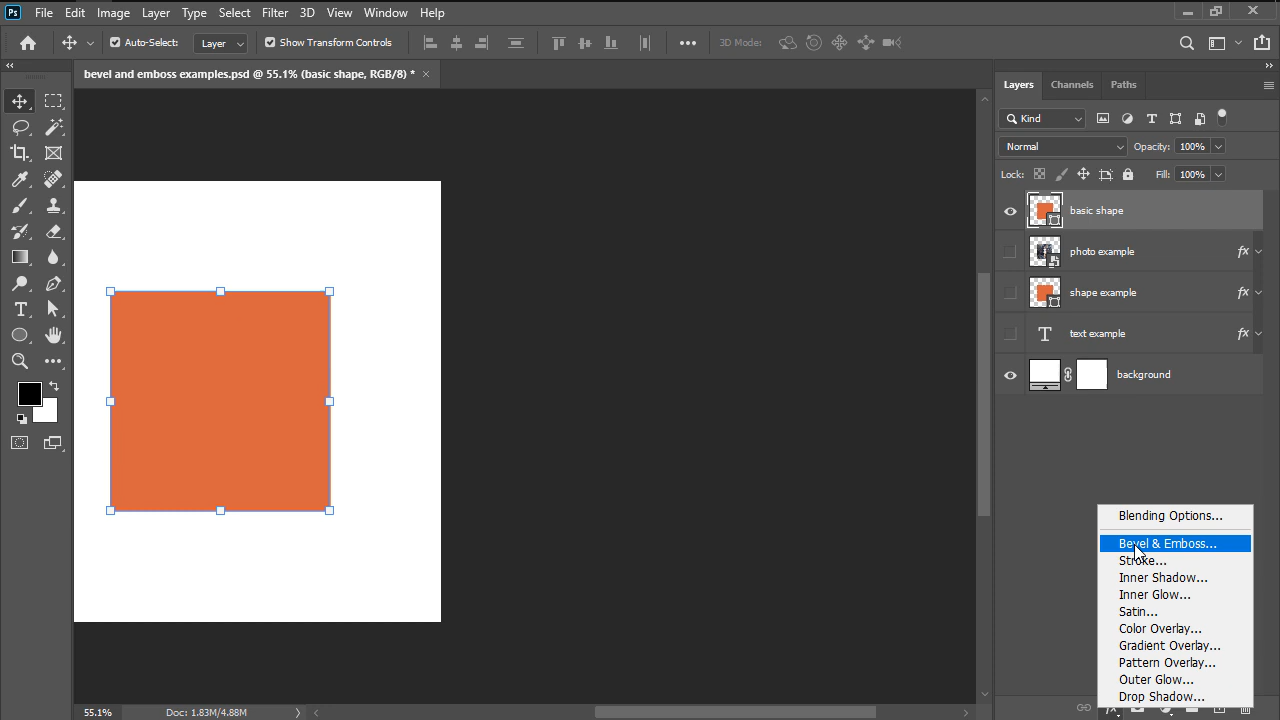 Ps File Edit Image Layer Type Select Filter 3D View Window Help
Auto-Select: Layer Show Transform Controls 3D Mode:
bevel and emboss examples.psd @ 55.1% (basic shape, RGB/8) *
Layers Channels Paths
Kind
Normal Opacity: 100%
Lock: Fill: 100%
basic shape
photo example fx
shape example fx
text example fx
background
Blending Options...
Bevel & Emboss...
Stroke...
Inner Shadow...
Inner Glow...
Satin...
Color Overlay...
Gradient Overlay...
Pattern Overlay...
Outer Glow...
Drop Shadow...
55.1% Doc: 1.83M/4.88M